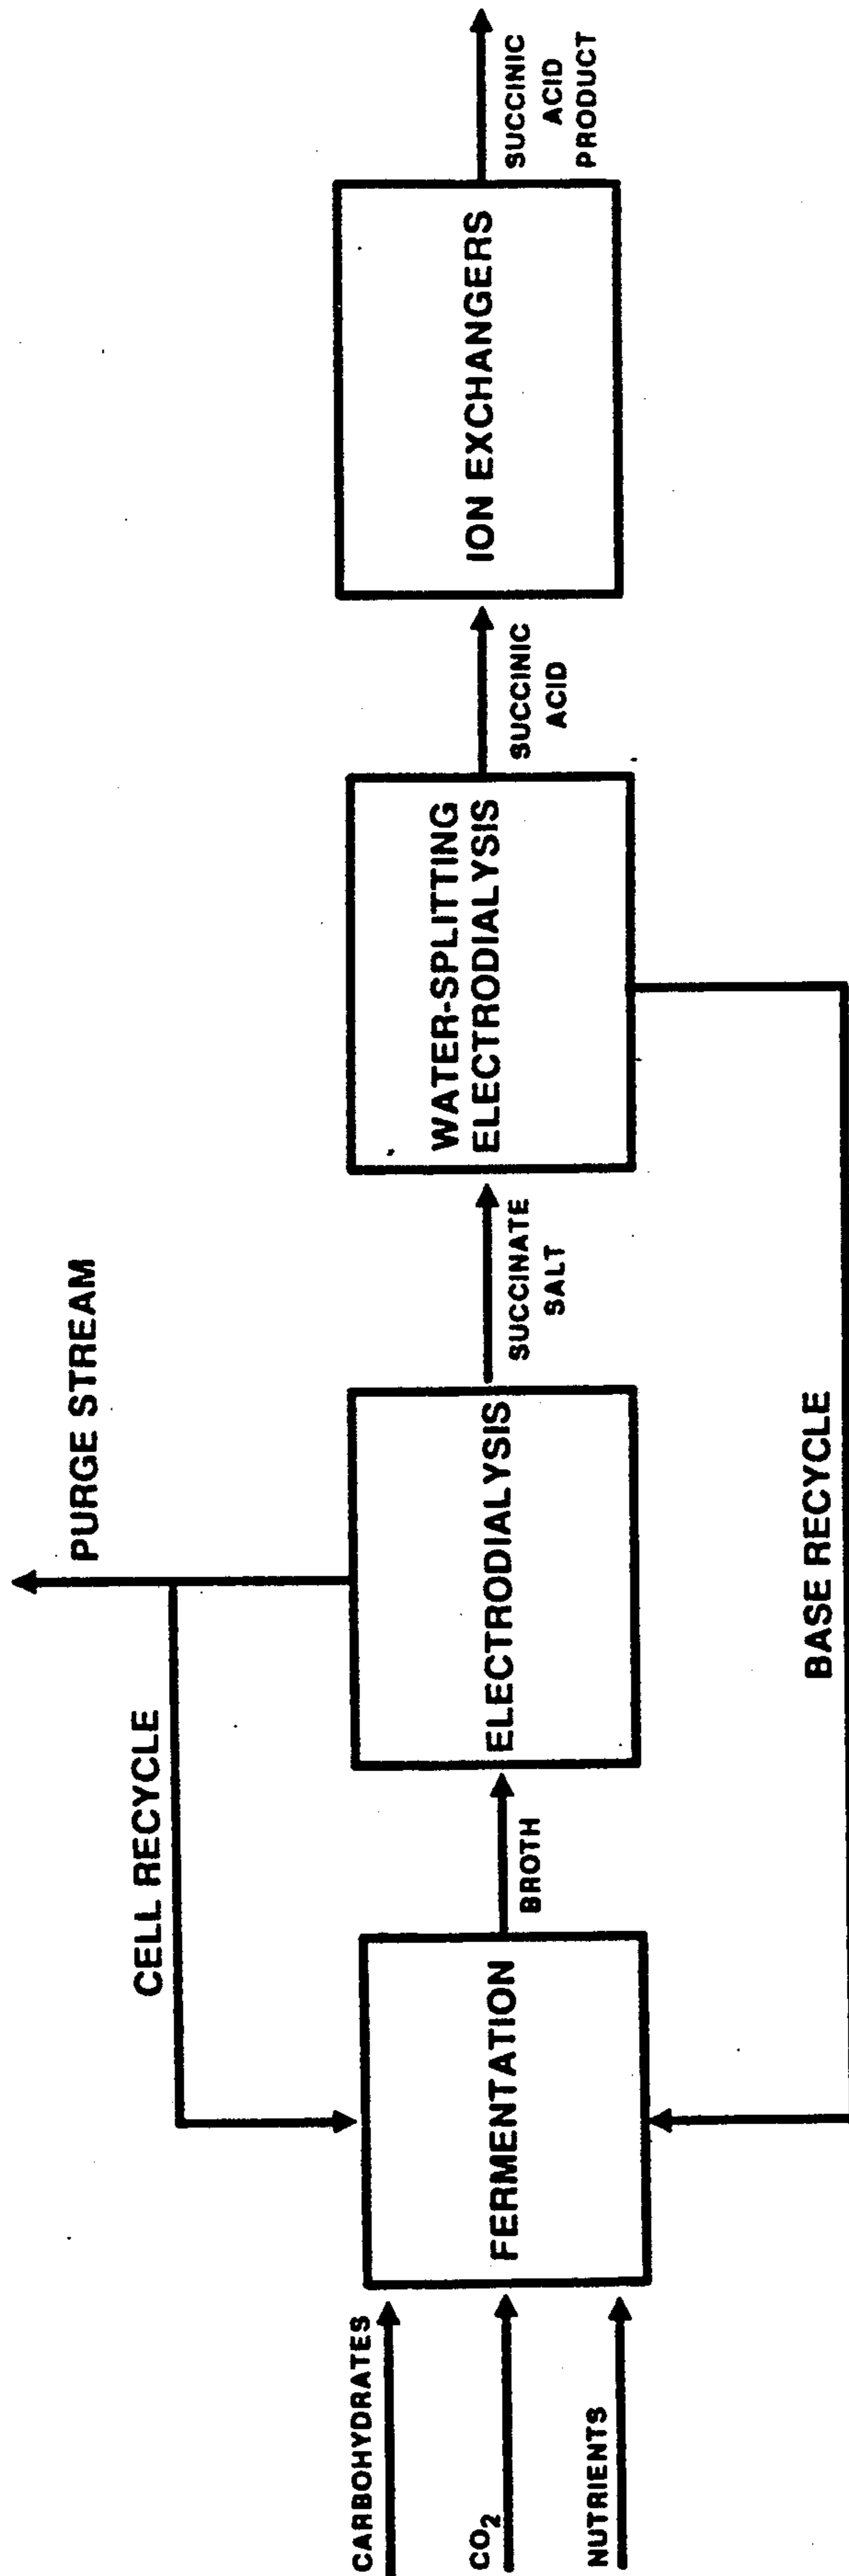 CARBOHYDRATES
CO2
NUTRIENTS
FERMENTATION
CELL RECYCLE
BROTH
ELECTRODIALYSIS
PURGE STREAM
SUCCINATE
SALT
WATER-SPLITTING
ELECTRODIALYSIS
BASE RECYCLE
SUCCINIC
ACID
ION EXCHANGERS
SUCCINIC
ACID
PRODUCT